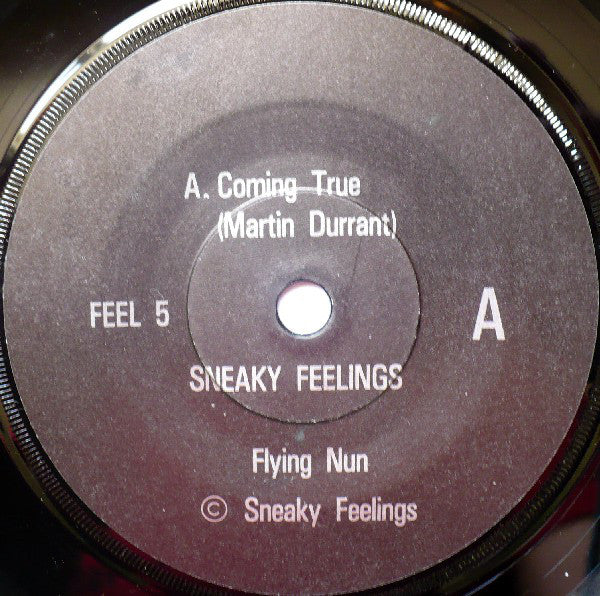 A. Coming True
(Martin Durrant)
FEEL 5
A
SNEAKY FEELINGS
Flying Nun
© Sneaky Feelings